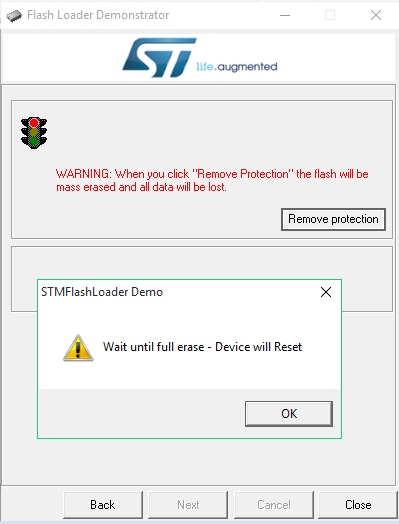 Flash Loader Demonstrator
ST
life.augmented
WARNING: When you click "Remove Protection" the flash will be
mass erased and all data will be lost.
Remove protection
STMFlashLoader Demo
Wait until full erase - Device will Reset
OK
Back
Next
Cancel
Close